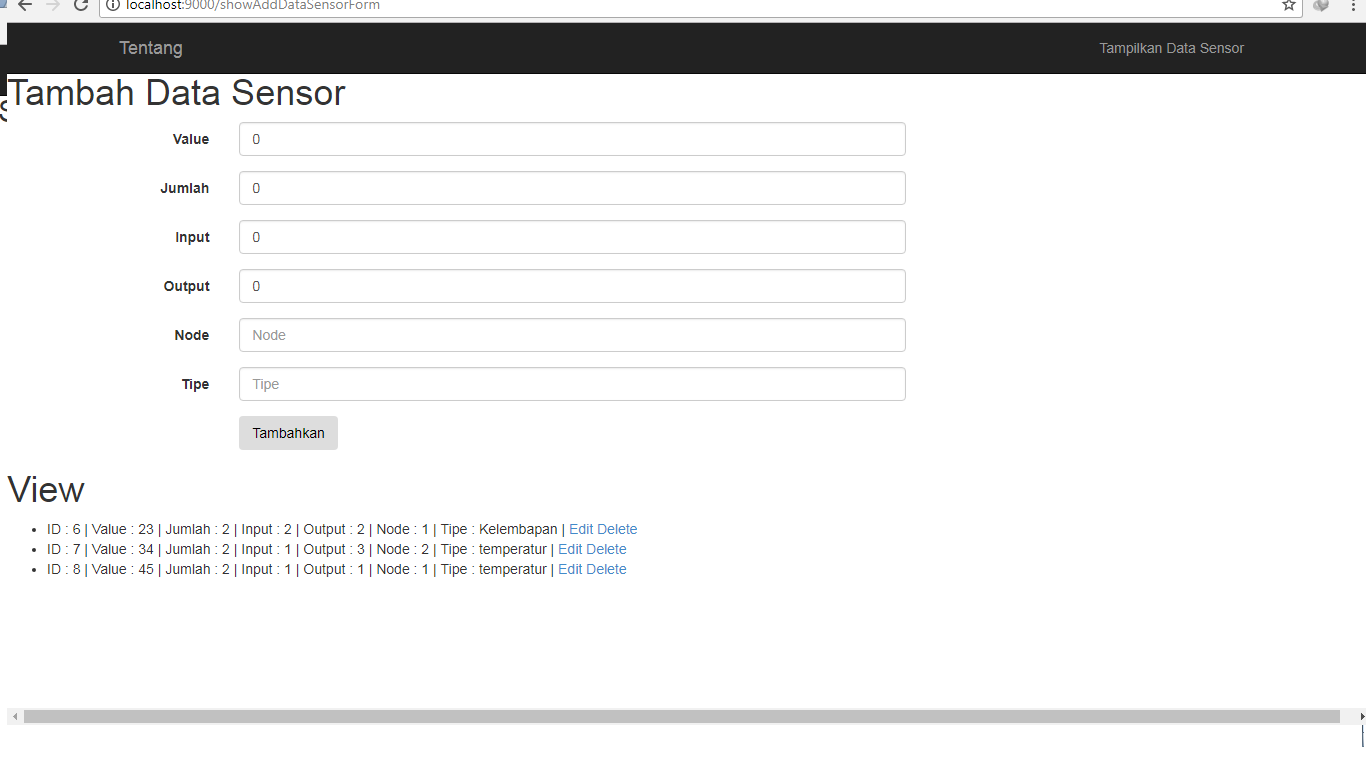 localhost:9000/showAddDataSensorForm
Tentang
Tampilkan Data Sensor
Tambah Data Sensor
Value
0
Jumlah
0
Input
0
Output
0
Node
Node
Tipe
Tipe
Tambahkan
View
ID : 6 | Value : 23 | Jumlah : 2 | Input : 2 | Output : 2 | Node : 1 | Tipe : Kelembapan | Edit Delete
ID : 7 | Value : 34 | Jumlah : 2 | Input : 1 | Output : 3 | Node : 2 | Tipe : temperatur | Edit Delete
ID : 8 | Value : 45 | Jumlah : 2 | Input : 1 | Output : 1 | Node : 1 | Tipe : temperatur | Edit Delete